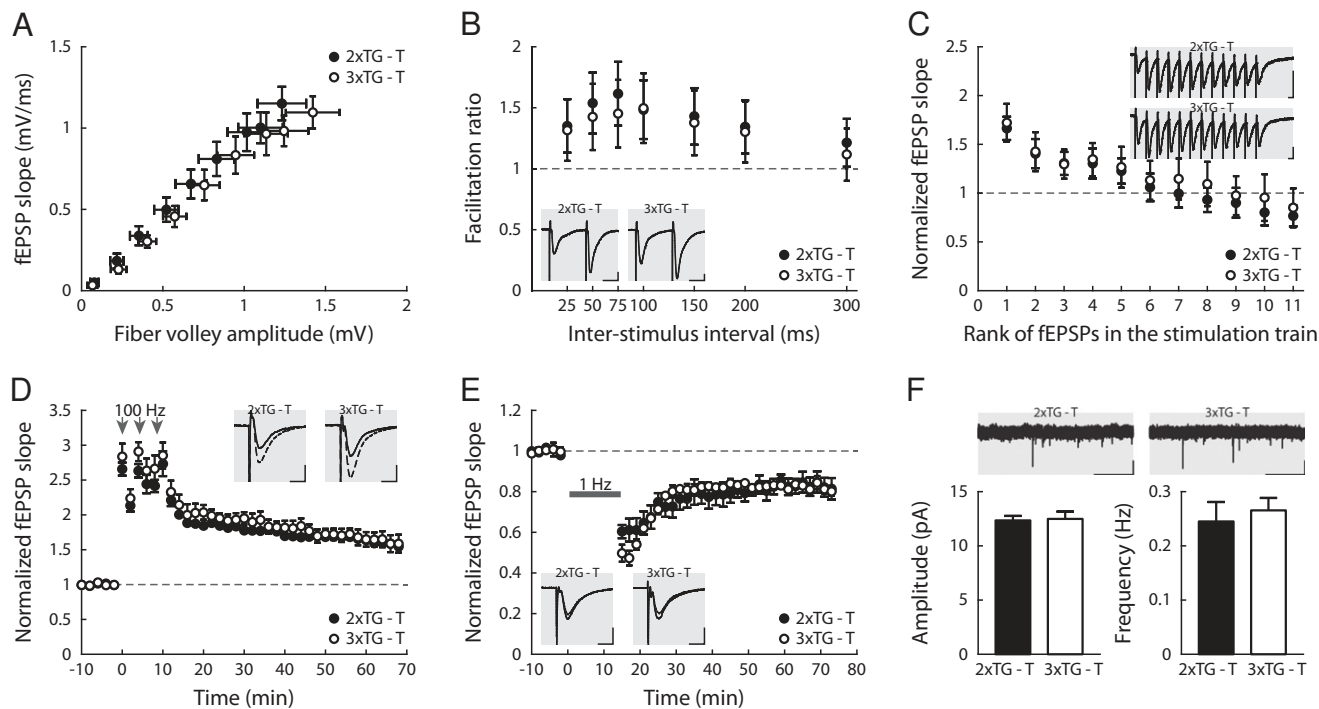 A
fEPSP slope (mV/ms)
1.5
1
0.5
0
0
0.5
1
1.5
2
Fiber volley amplitude (mV)
2xTG - T
3xTG - T
B
Facilitation ratio
2
1.5
1
0.5
0
25
50
75
100
150
200
300
Inter-stimulus interval (ms)
2xTG - T
3xTG - T
2xTG - T
3xTG - T
C
Normalized fEPSP slope
2.5
2
1.5
1
0.5
0
0
1
2
3
4
5
6
7
8
9
10
11
Rank of fEPSPs in the stimulation train
2xTG - T
3xTG - T
2xTG - T
3xTG - T
D
Normalized fEPSP slope
3.5
3
2.5
2
1.5
1
0.5
0
100 Hz
2xTG - T
3xTG - T
2xTG - T
3xTG - T
-10
0
10
20
30
40
50
60
70
Time (min)
E
Normalized fEPSP slope
1.2
1
0.8
0.6
0.4
0.2
0
1 Hz
2xTG - T
3xTG - T
2xTG - T
3xTG - T
-10
0
10
20
30
40
50
60
70
80
Time (min)
F
2xTG - T
3xTG - T
Amplitude (pA)
15
10
5
0
2xTG - T
3xTG - T
Frequency (Hz)
0.3
0.2
0.1
0
2xTG - T
3xTG - T